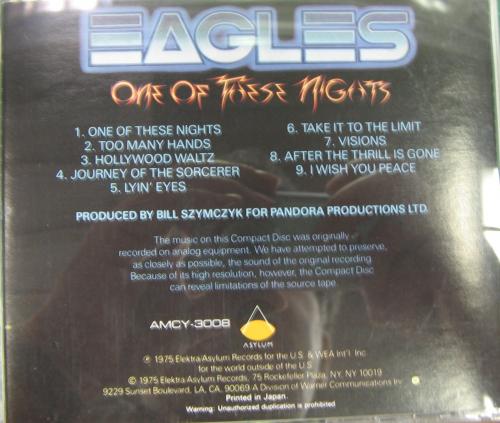 EAGLES
ONE OF THESE NIGHTS
1. ONE OF THESE NIGHTS
2. TOO MANY HANDS
3. HOLLYWOOD WALTZ
4. JOURNEY OF THE SORCERER
5. LYIN' EYES
6. TAKE IT TO THE LIMIT
7. VISIONS
8. AFTER THE THRILL IS GONE
9. I WISH YOU PEACE
PRODUCED BY BILL SZYMCZYK FOR PANDORA PRODUCTIONS LTD.
The music on this Compact Disc was originally
recorded on analog equipment. We have attempted to preserve,
as closely as possible, the sound of the original recording.
Because of its high resolution, however, the Compact Disc
can reveal limitations of the source tape.
AMCY-3008
ASYLUM
℗ 1975 Elektra/Asylum Records for the U.S. & WEA Int'l. Inc.
for the world outside of the U.S.
© 1975 Elektra/Asylum Records, 75 Rockefeller Plaza, NY, NY 10019
9229 Sunset Boulevard, LA, CA. 90069 A Division of Warner Communications Inc.
Printed in Japan.
Warning: Unauthorized duplication is prohibited